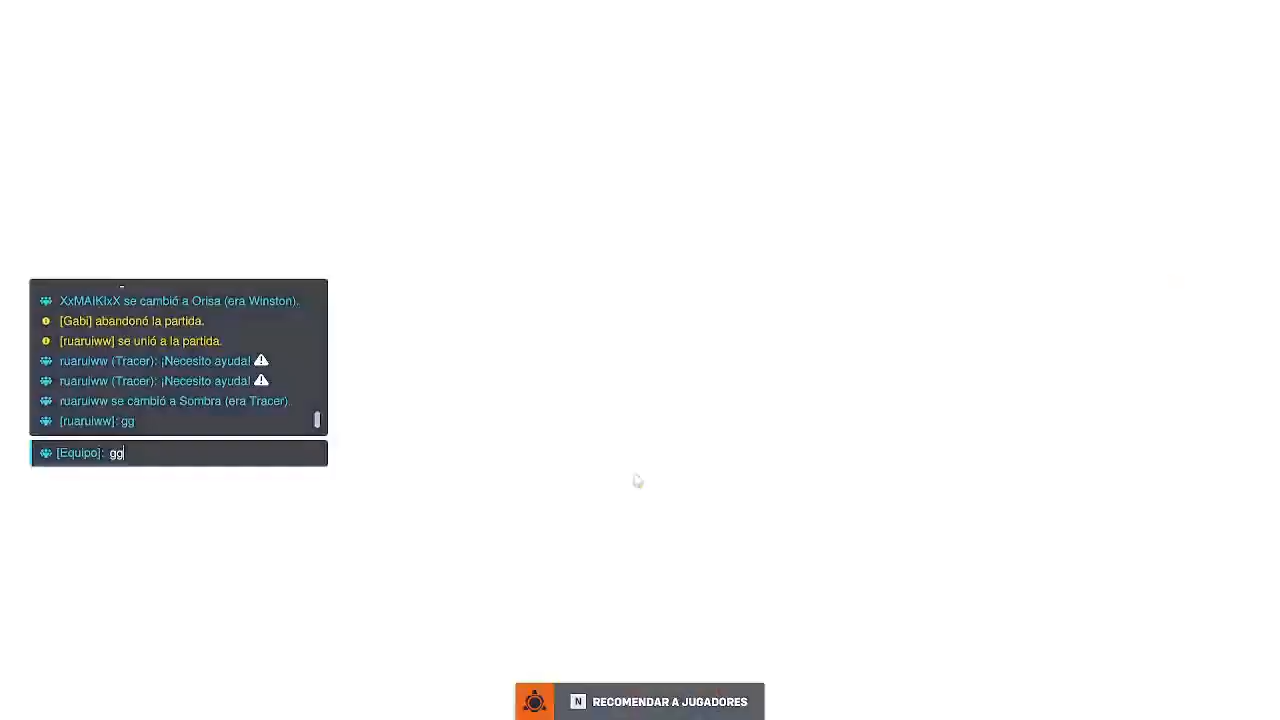 XxMAIKIxX se cambió a Orisa (era Winston).
[Gabi] abandonó la partida.
[ruaruiww] se unió a la partida.
ruaruiww (Tracer): ¡Necesito ayuda!
ruaruiww (Tracer): ¡Necesito ayuda!
ruaruiww se cambió a Sombra (era Tracer).
[ruaruiww]: gg
[Equipo]: gg
N RECOMENDAR A JUGADORES